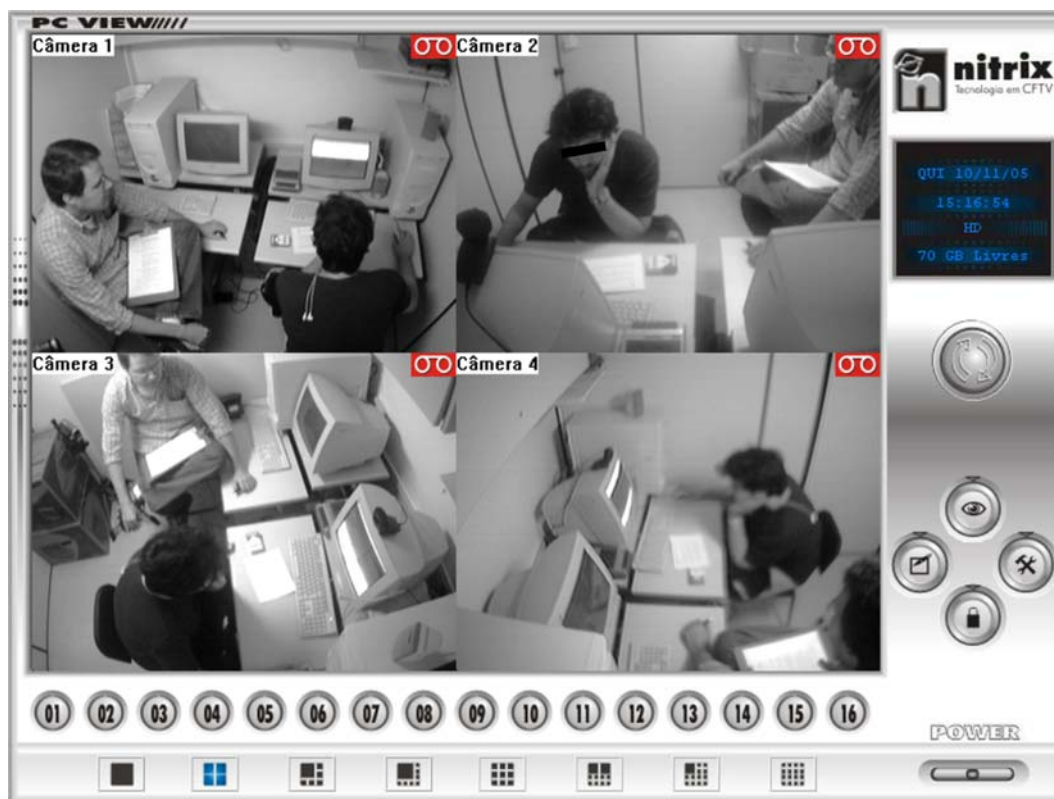 PC VIEW/////
Câmera 1
Câmera 2
nitrix
Tecnologia em CFTV
QUI 10/11/05
15:16:54
HD
70 GB Livres
Câmera 3
Câmera 4
01 02 03 04 05 06 07 08 09 10 11 12 13 14 15 16
POWER